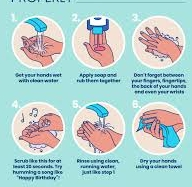 PROPERLY
1.
2.
3.
Get your hands wet
with clean water
Apply soap and
rub them together
Don't forget between
your fingers, fingertips,
the back of your hands
and even your wrists
4.
5.
6.
Scrub like this for at
least 20 seconds. Try
humming a song like
"Happy Birthday"!
Rinse using clean,
running water,
just like step 1
Dry your hands
using a clean towel